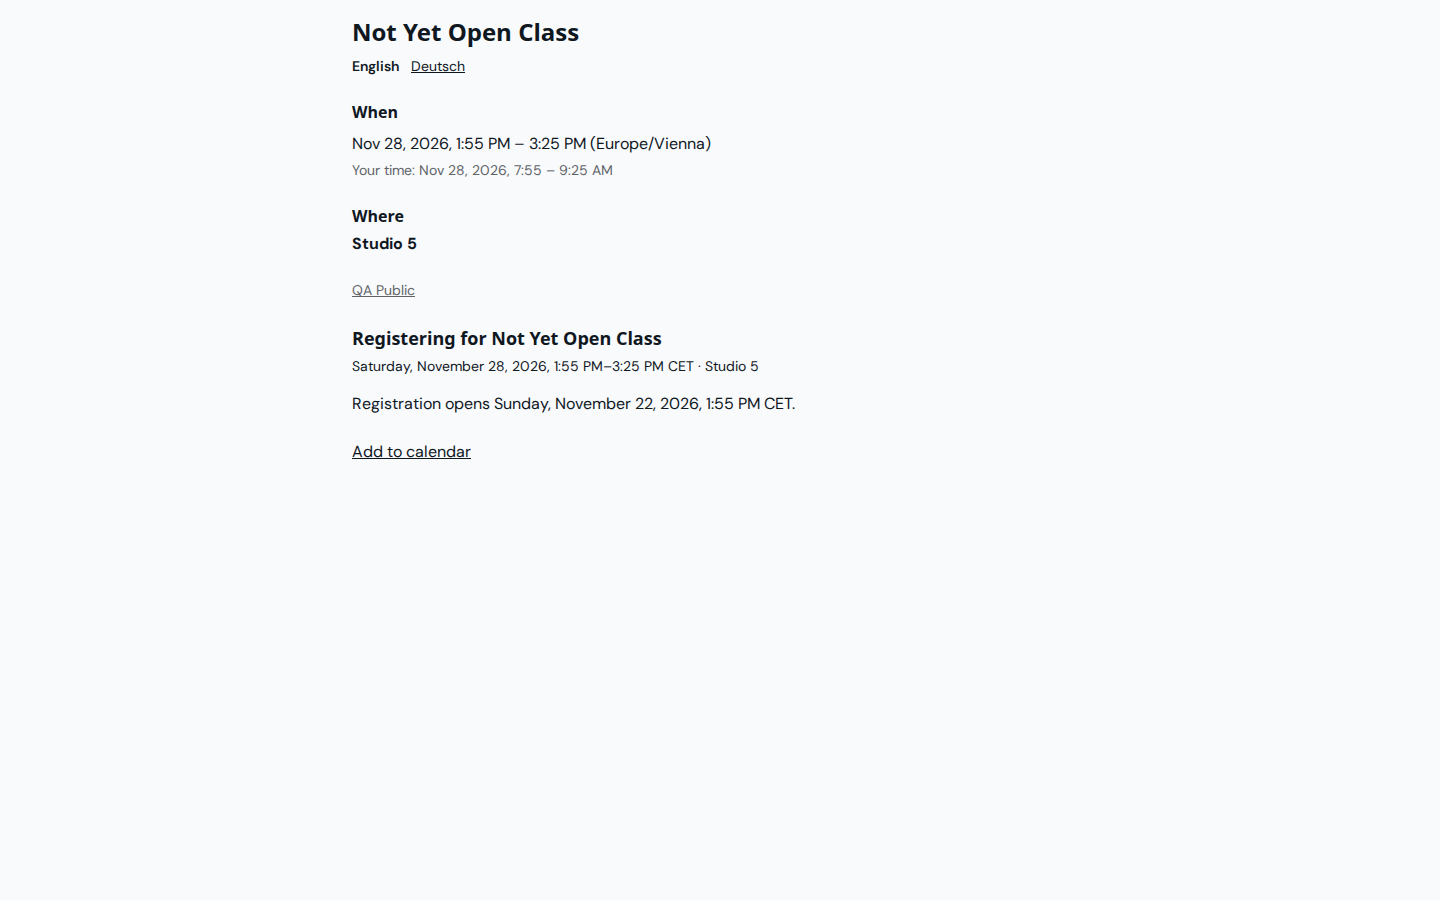 Not Yet Open Class
English Deutsch
When
Nov 28, 2026, 1:55 PM – 3:25 PM (Europe/Vienna)
Your time: Nov 28, 2026, 7:55 – 9:25 AM
Where
Studio 5
QA Public
Registering for Not Yet Open Class
Saturday, November 28, 2026, 1:55 PM–3:25 PM CET · Studio 5
Registration opens Sunday, November 22, 2026, 1:55 PM CET.
Add to calendar